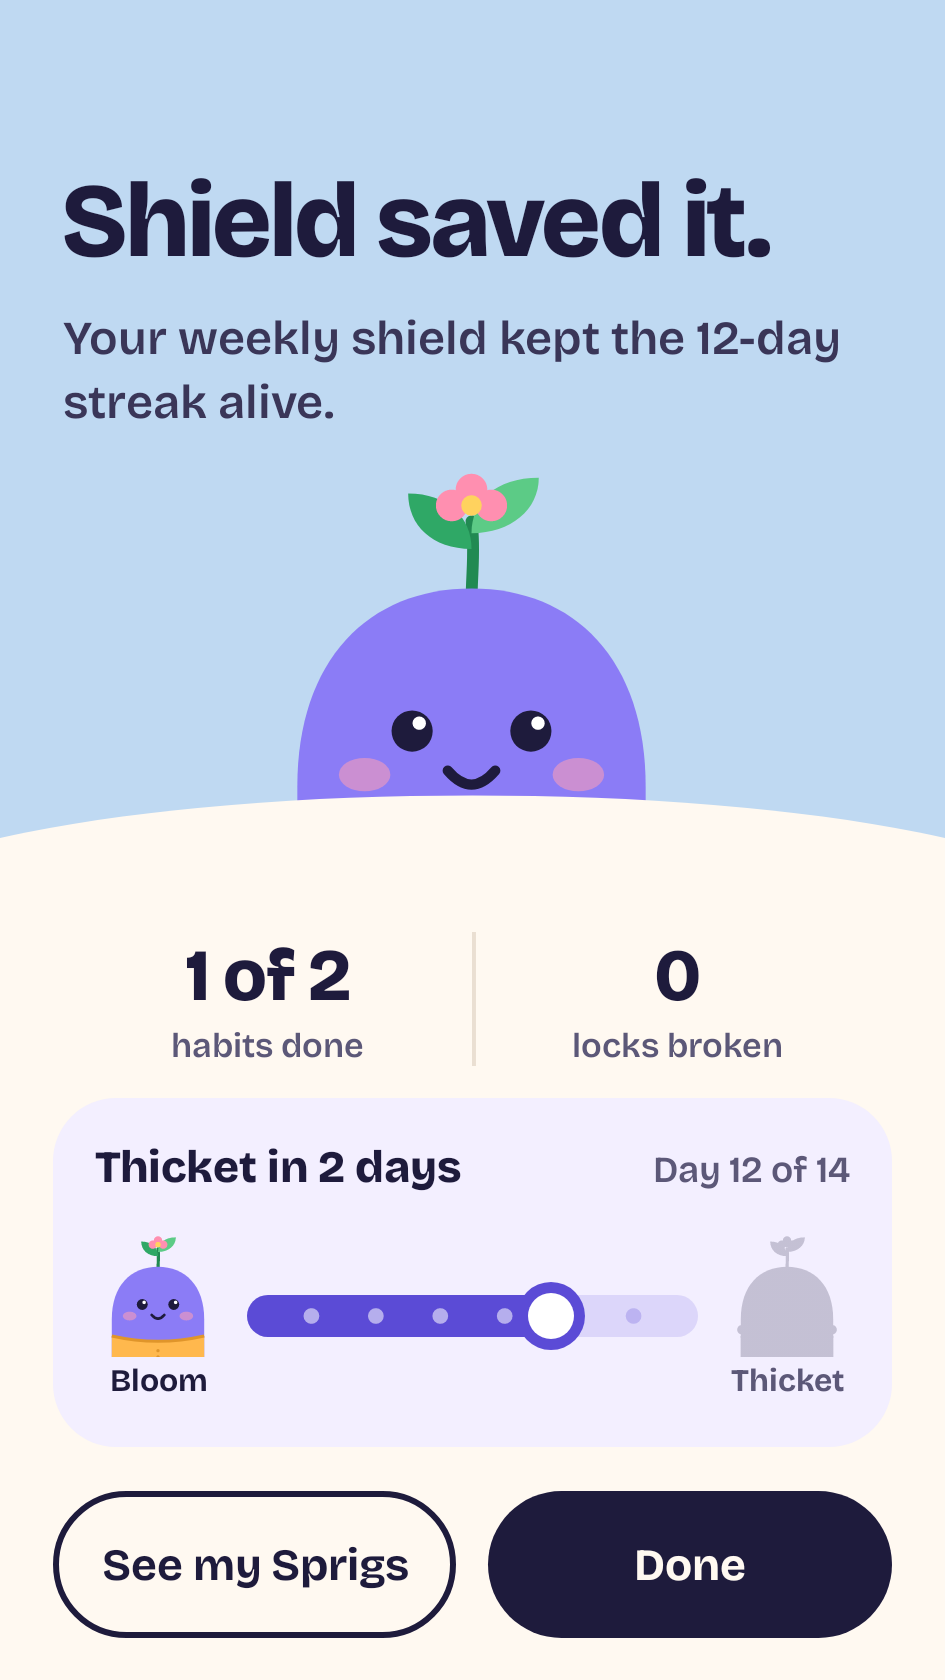 Shield saved it.
Your weekly shield kept the 12-day
streak alive.
1 of 2
habits done
0
locks broken
Thicket in 2 days
Day 12 of 14
Bloom
Thicket
See my Sprigs
Done